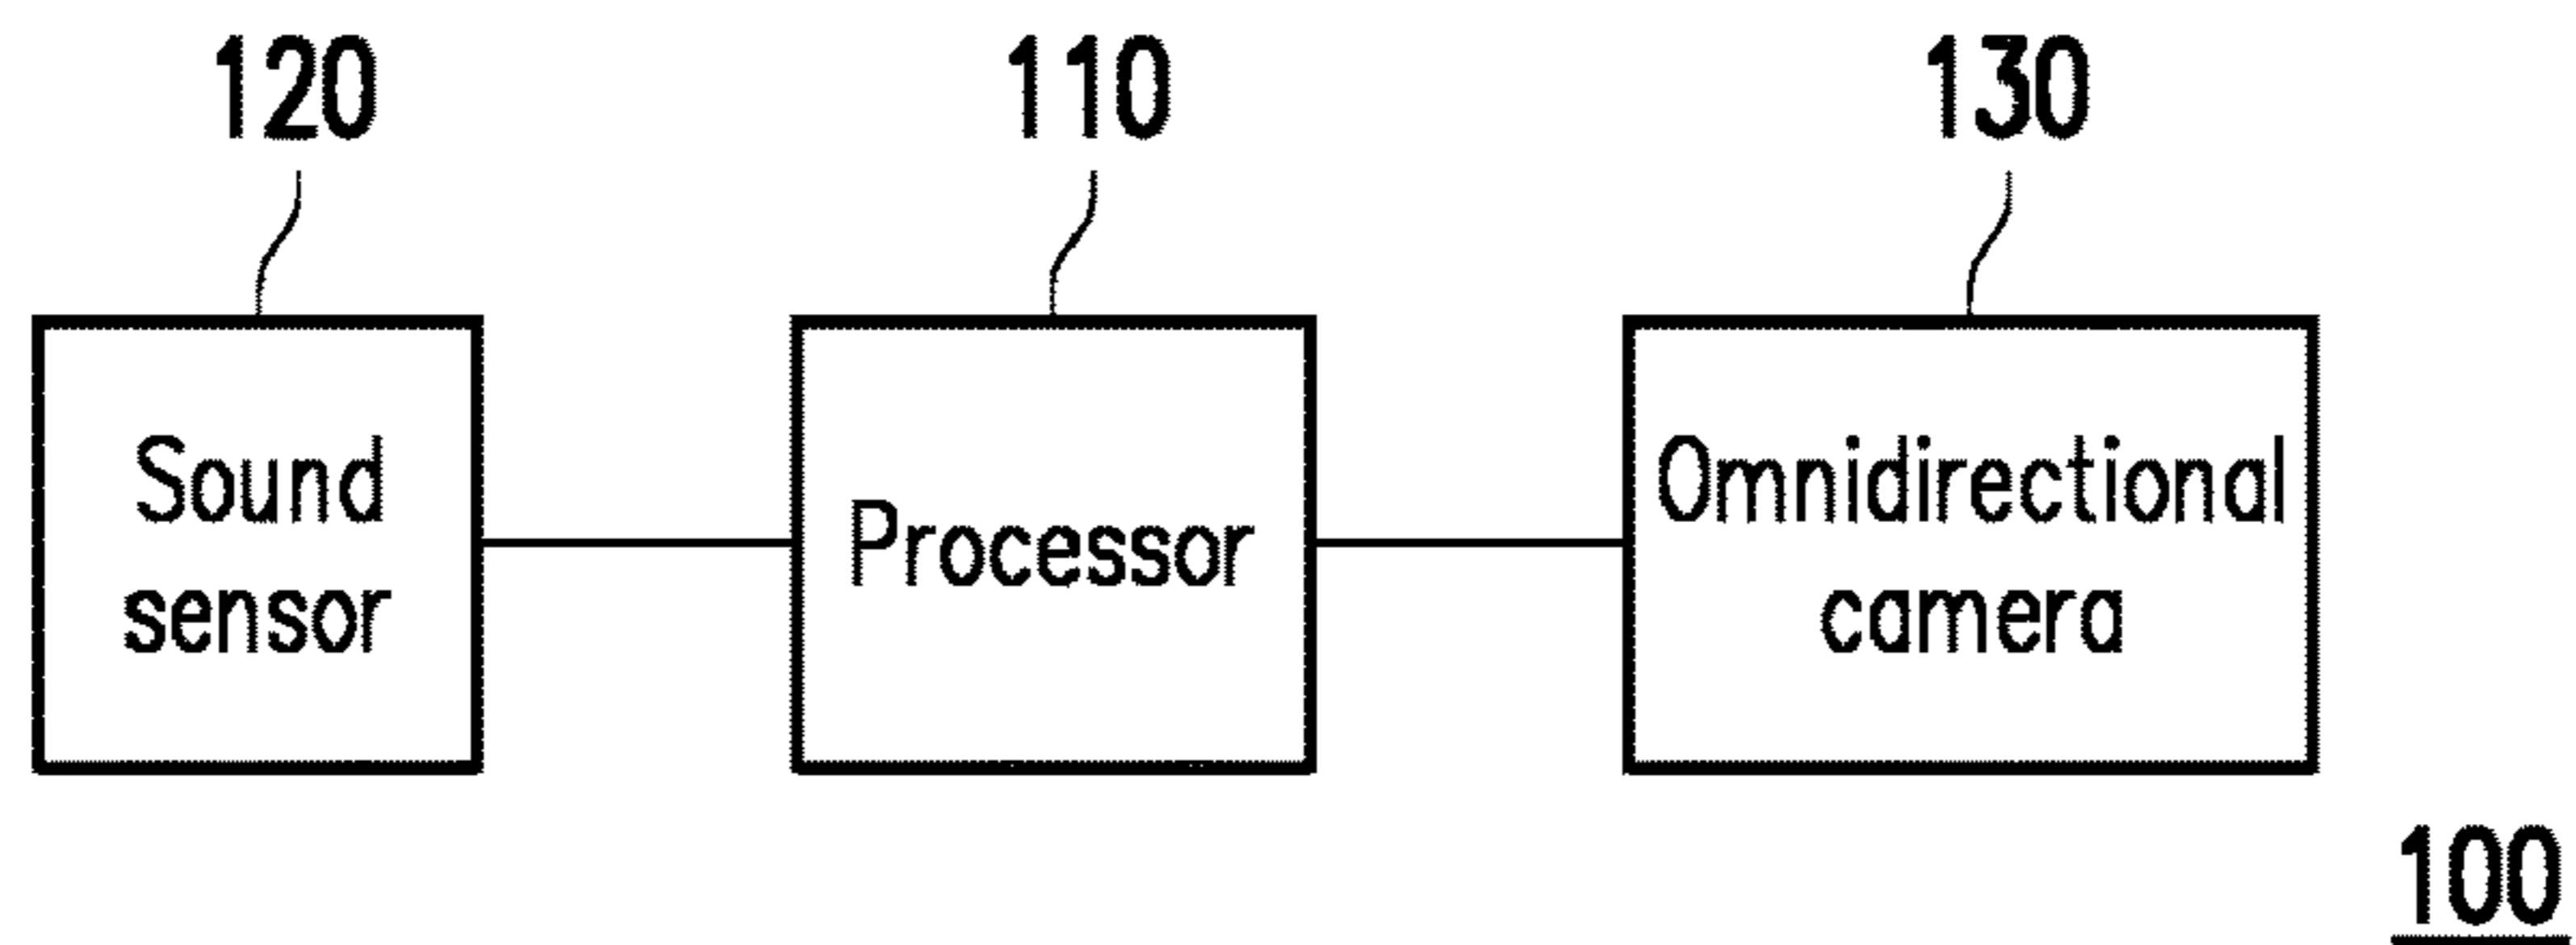 120
110
130
Sound
sensor
Processor
Omnidirectional
camera
100